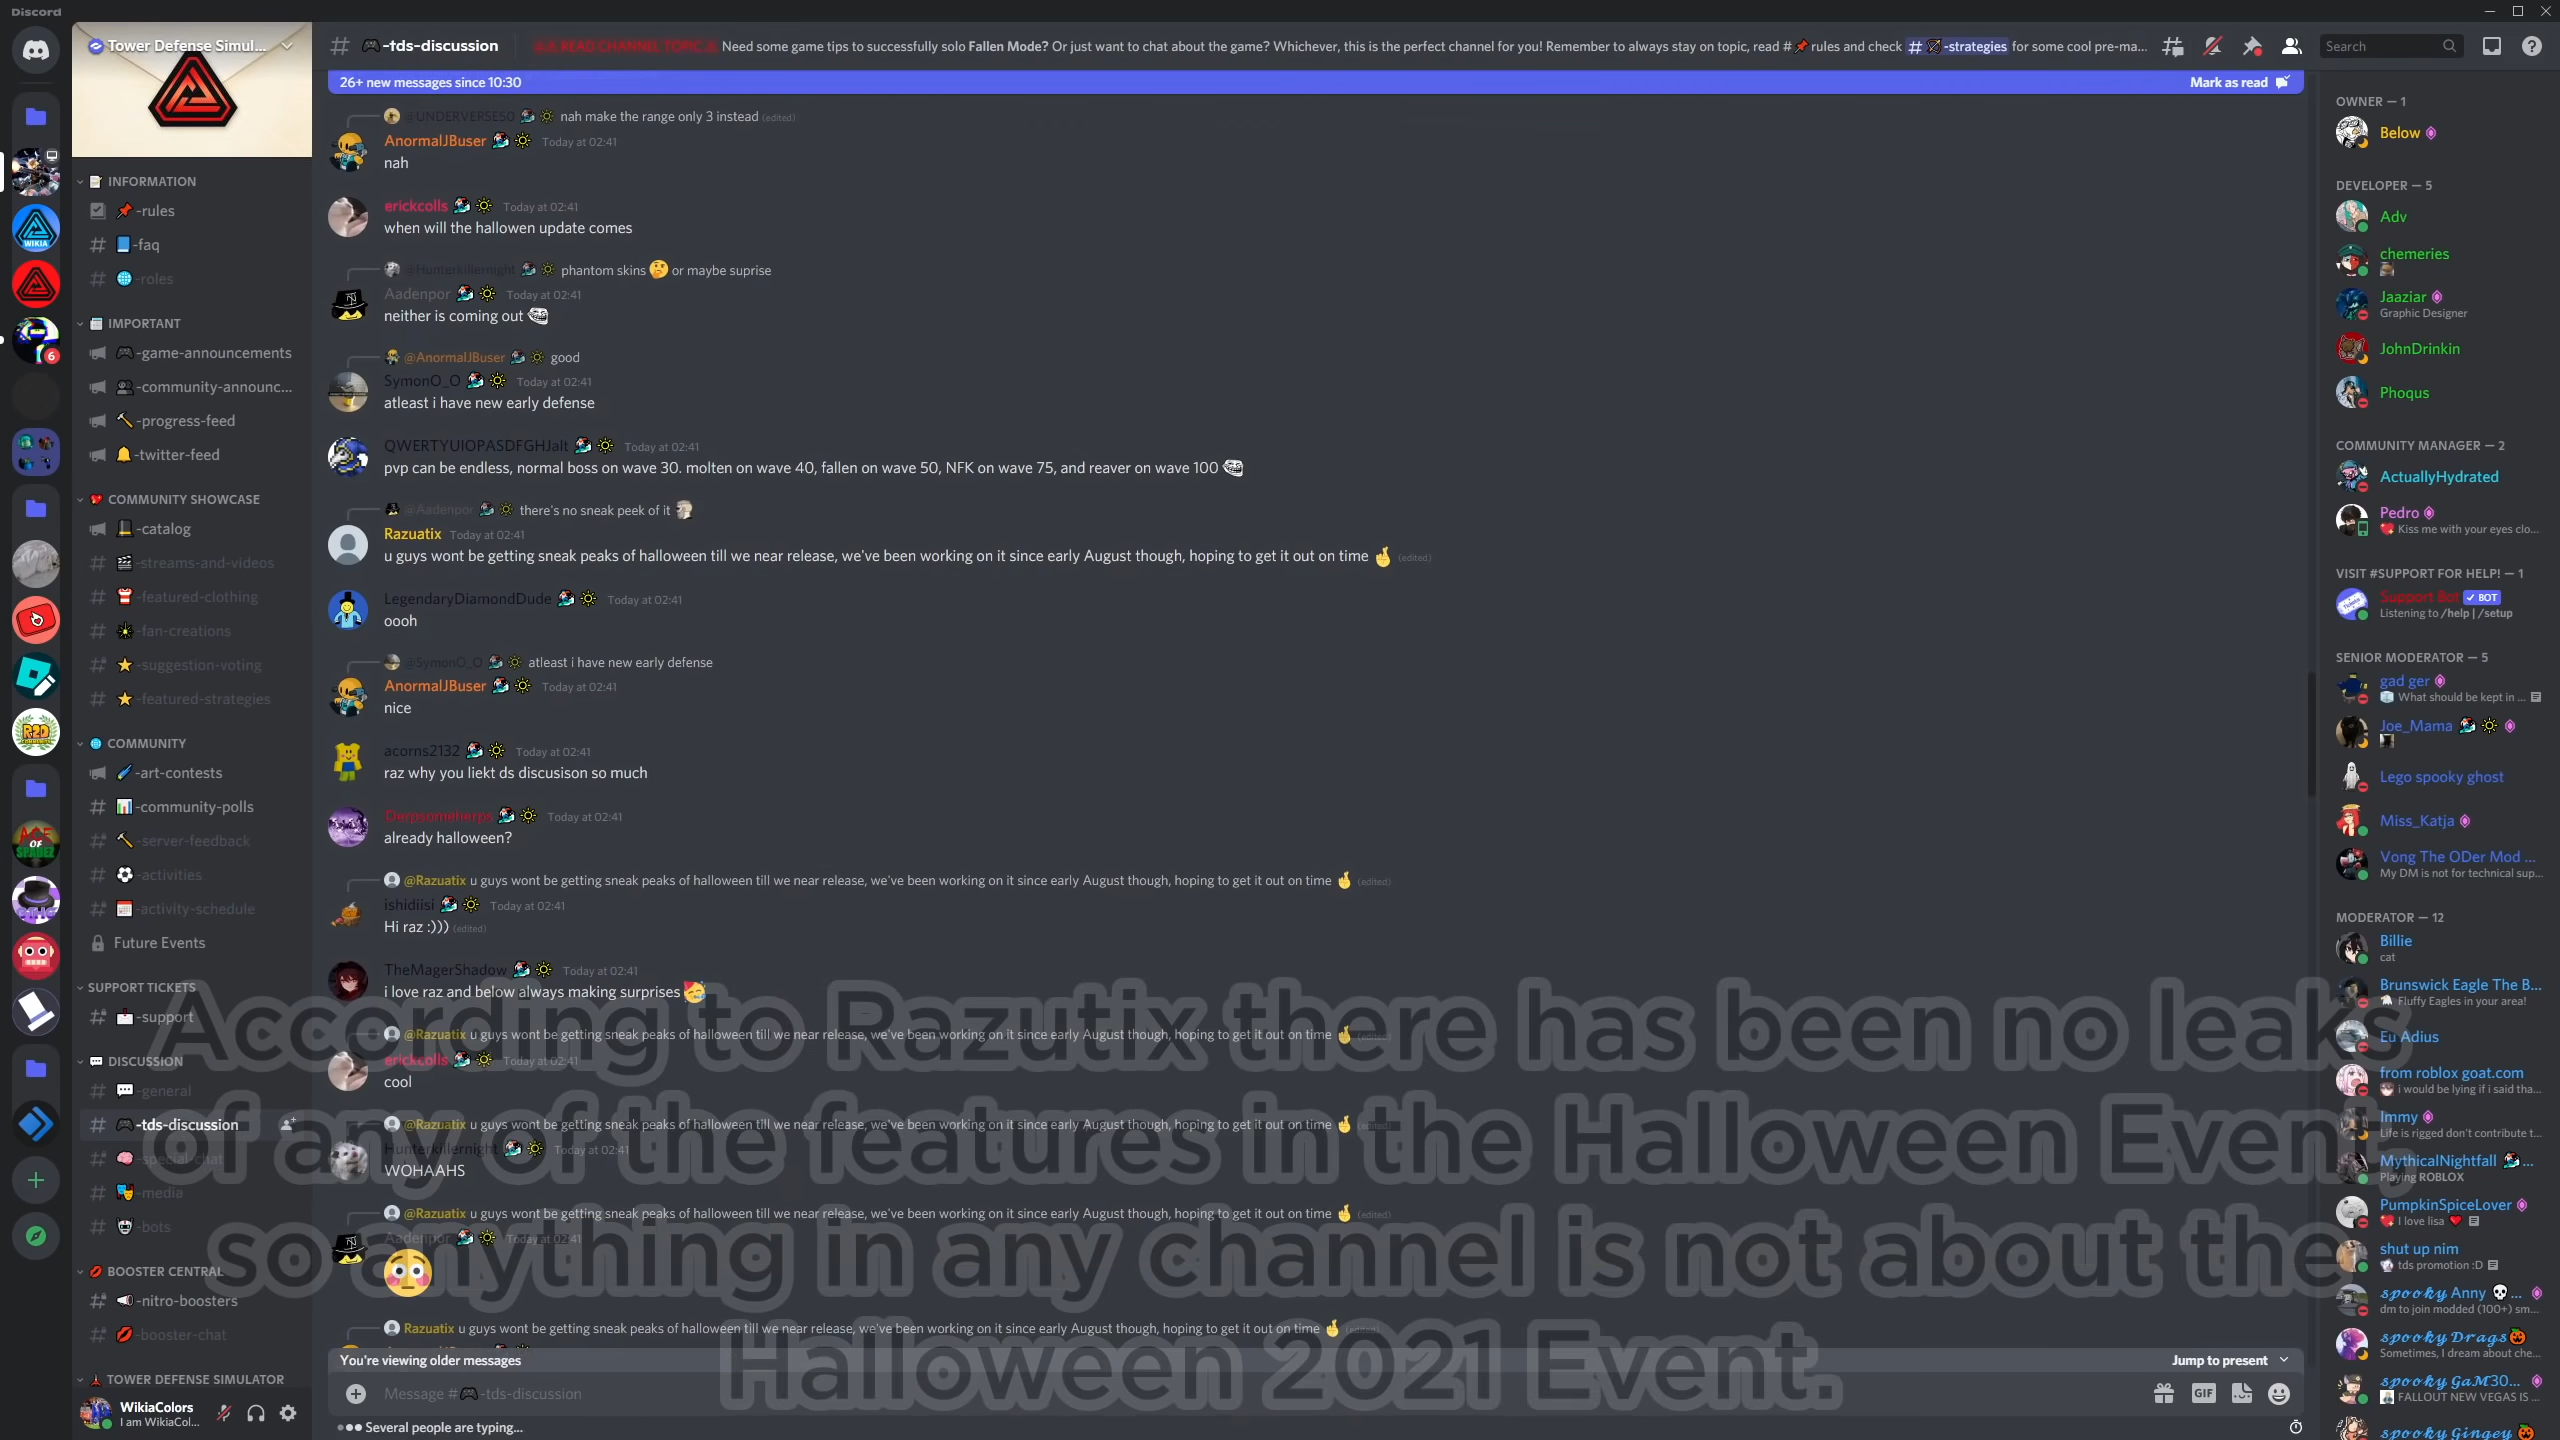 Discord
Tower Defense Simul...
INFORMATION
-rules
-faq
-roles
IMPORTANT
-game-announcements
-community-announc...
-progress-feed
-twitter-feed
COMMUNITY SHOWCASE
-catalog
-streams-and-videos
-featured-clothing
-fan-creations
-suggestion-voting
-featured-strategies
COMMUNITY
-art-contests
-community-polls
-server-feedback
-activities
-activity-schedule
Future Events
SUPPORT TICKETS
-support
DISCUSSION
-general
-tds-discussion
-special-chat
-media
-bots
BOOSTER CENTRAL
-nitro-boosters
-booster-chat
TOWER DEFENSE SIMULATOR
WikiaColors
I am WikiaCol...
WIKIA
6
ACE OF SPADEZ
R2D
-tds-discussion
READ CHANNEL TOPIC Need some game tips to successfully solo Fallen Mode? Or just want to chat about the game? Whichever, this is the perfect channel for you! Remember to always stay on topic, read # rules and check # -strategies for some cool pre-ma...
Search
26+ new messages since 10:30
Mark as read
@UNDERVERSE50 nah make the range only 3 instead (edited)
AnormalJBuser Today at 02:41
nah
erickcolls Today at 02:41
when will the hallowen update comes
@Hunterkillernight phantom skins or maybe suprise
Aadenpor Today at 02:41
neither is coming out
@AnormalJBuser good
SymonO_O Today at 02:41
atleast i have new early defense
QWERTYUIOPASDFGHJalt Today at 02:41
pvp can be endless, normal boss on wave 30. molten on wave 40, fallen on wave 50, NFK on wave 75, and reaver on wave 100
@Aadenpor there's no sneak peek of it
Razuatix Today at 02:41
u guys wont be getting sneak peaks of halloween till we near release, we've been working on it since early August though, hoping to get it out on time (edited)
LegendaryDiamondDude Today at 02:41
oooh
@SymonO_O atleast i have new early defense
AnormalJBuser Today at 02:41
nice
acorns2132 Today at 02:41
raz why you liekt ds discusison so much
Derpsomeherps Today at 02:41
already halloween?
@Razuatix u guys wont be getting sneak peaks of halloween till we near release, we've been working on it since early August though, hoping to get it out on time (edited)
ishidiisi Today at 02:41
Hi raz :))) (edited)
TheMagerShadow Today at 02:41
i love raz and below always making surprises
@Razuatix u guys wont be getting sneak peaks of halloween till we near release, we've been working on it since early August though, hoping to get it out on time (edited)
erickcolls Today at 02:41
cool
@Razuatix u guys wont be getting sneak peaks of halloween till we near release, we've been working on it since early August though, hoping to get it out on time (edited)
Hunterkillernight Today at 02:41
WOHAAHS
@Razuatix u guys wont be getting sneak peaks of halloween till we near release, we've been working on it since early August though, hoping to get it out on time (edited)
Aadenpor Today at 02:41
Razuatix u guys wont be getting sneak peaks of halloween till we near release, we've been working on it since early August though, hoping to get it out on time (edited)
You're viewing older messages
Jump to present
Message # -tds-discussion
GIF
Several people are typing...
According to Razutix there has been no leaks
of any of the features in the Halloween Event,
so anything in any channel is not about the
Halloween 2021 Event.
OWNER — 1
Below
DEVELOPER — 5
Adv
chemeries
Jaaziar
Graphic Designer
JohnDrinkin
Phoqus
COMMUNITY MANAGER — 2
ActuallyHydrated
Pedro
Kiss me with your eyes clo...
VISIT #SUPPORT FOR HELP! — 1
Support Bot BOT
Listening to /help | /setup
SENIOR MODERATOR — 5
gad ger
What should be kept in ...
Joe_Mama
Lego spooky ghost
Miss_Katja
Vong The ODer Mod ...
My DM is not for technical sup...
MODERATOR — 12
Billie
cat
Brunswick Eagle The B...
Fluffy Eagles in your area!
Eu Adius
from roblox goat.com
i would be lying if i said tha...
Immy
Life is rigged don't contribute t...
MythicalNightfall ...
Playing ROBLOX
PumpkinSpiceLover
I love lisa
shut up nim
tds promotion :D
spooky Anny ...
dm to join modded (100+) sm...
spooky Drags
Sometimes, I dream about che...
spooky GaM30...
FALLOUT NEW VEGAS IS ...
spooky Gingey